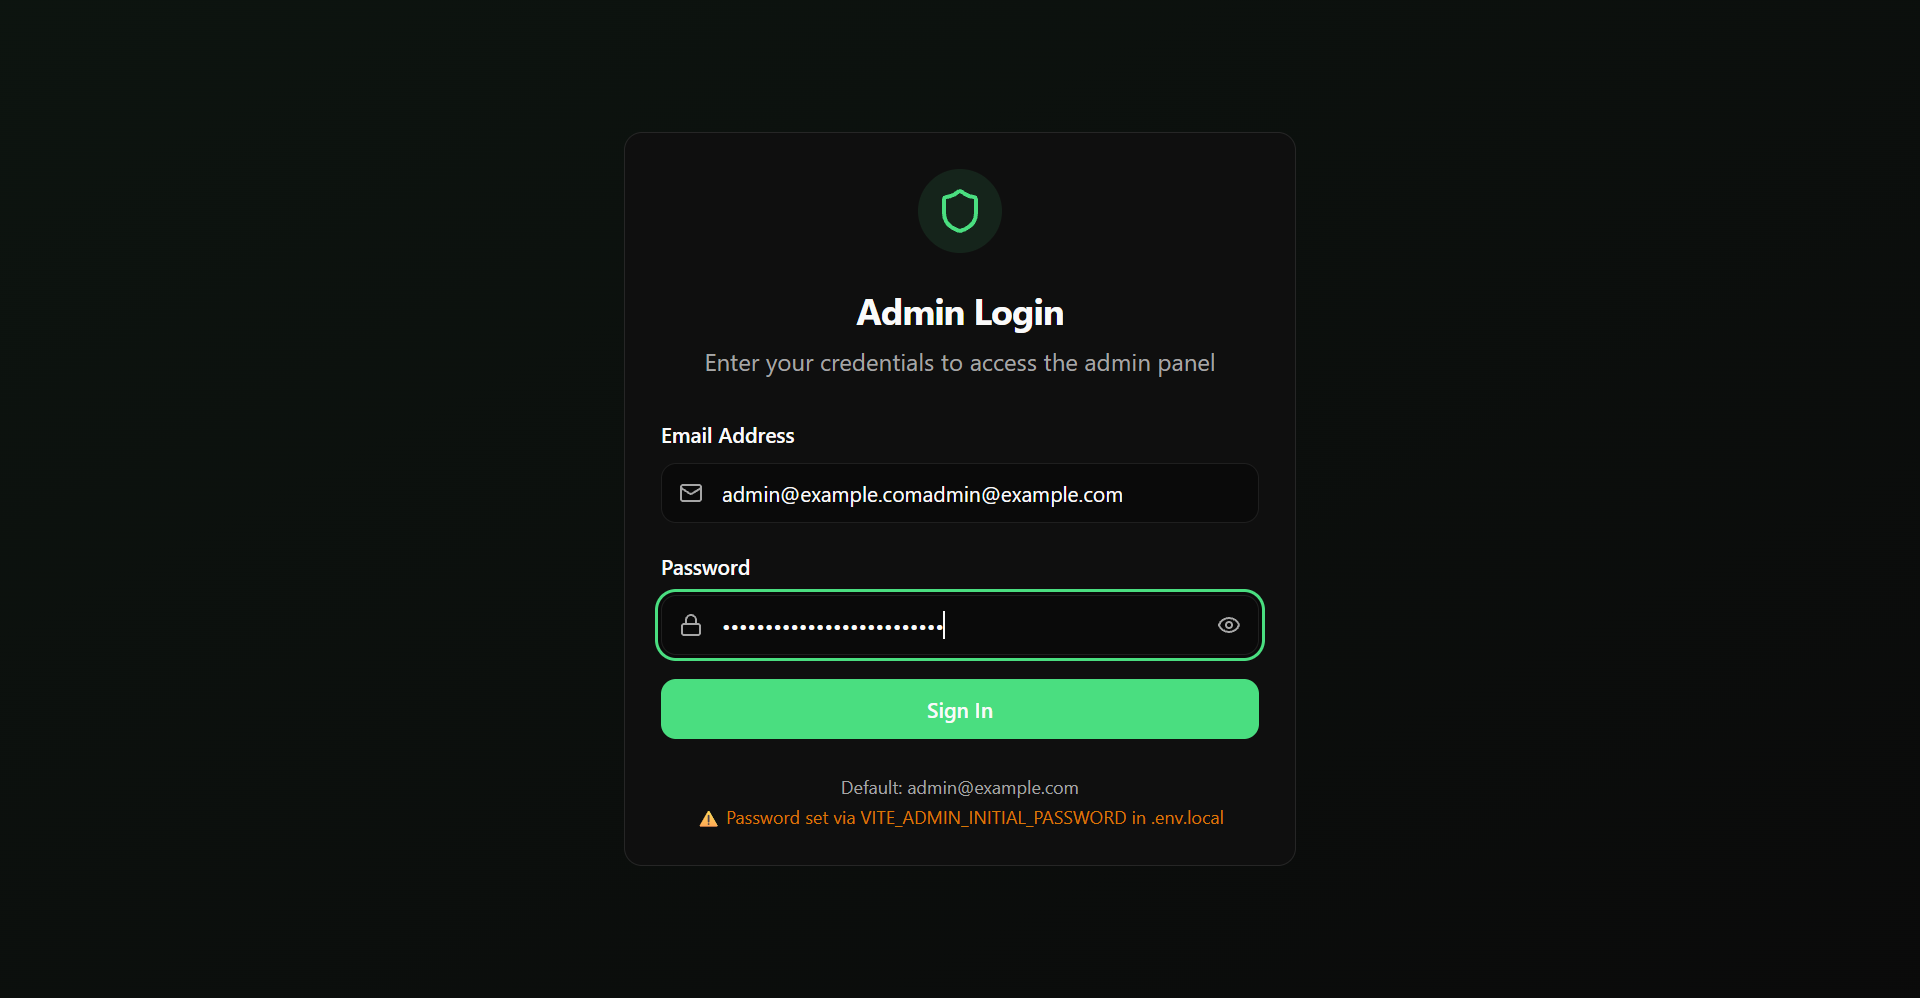 Admin Login
Enter your credentials to access the admin panel
Email Address
admin@example.comadmin@example.com
Password
••••••••••••••••••••••••••
Sign In
Default: admin@example.com
⚠️ Password set via VITE_ADMIN_INITIAL_PASSWORD in .env.local